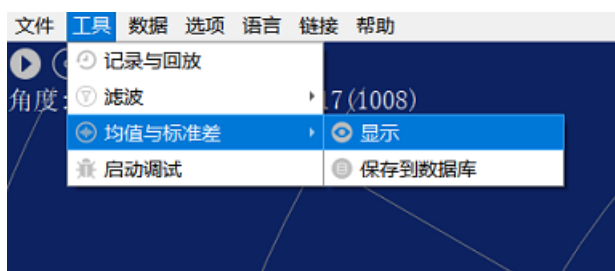 文件 工具 数据 选项 语言 链接 帮助
记录与回放
角度: 滤波 17(1008)
均值与标准差 显示
启动调试 保存到数据库